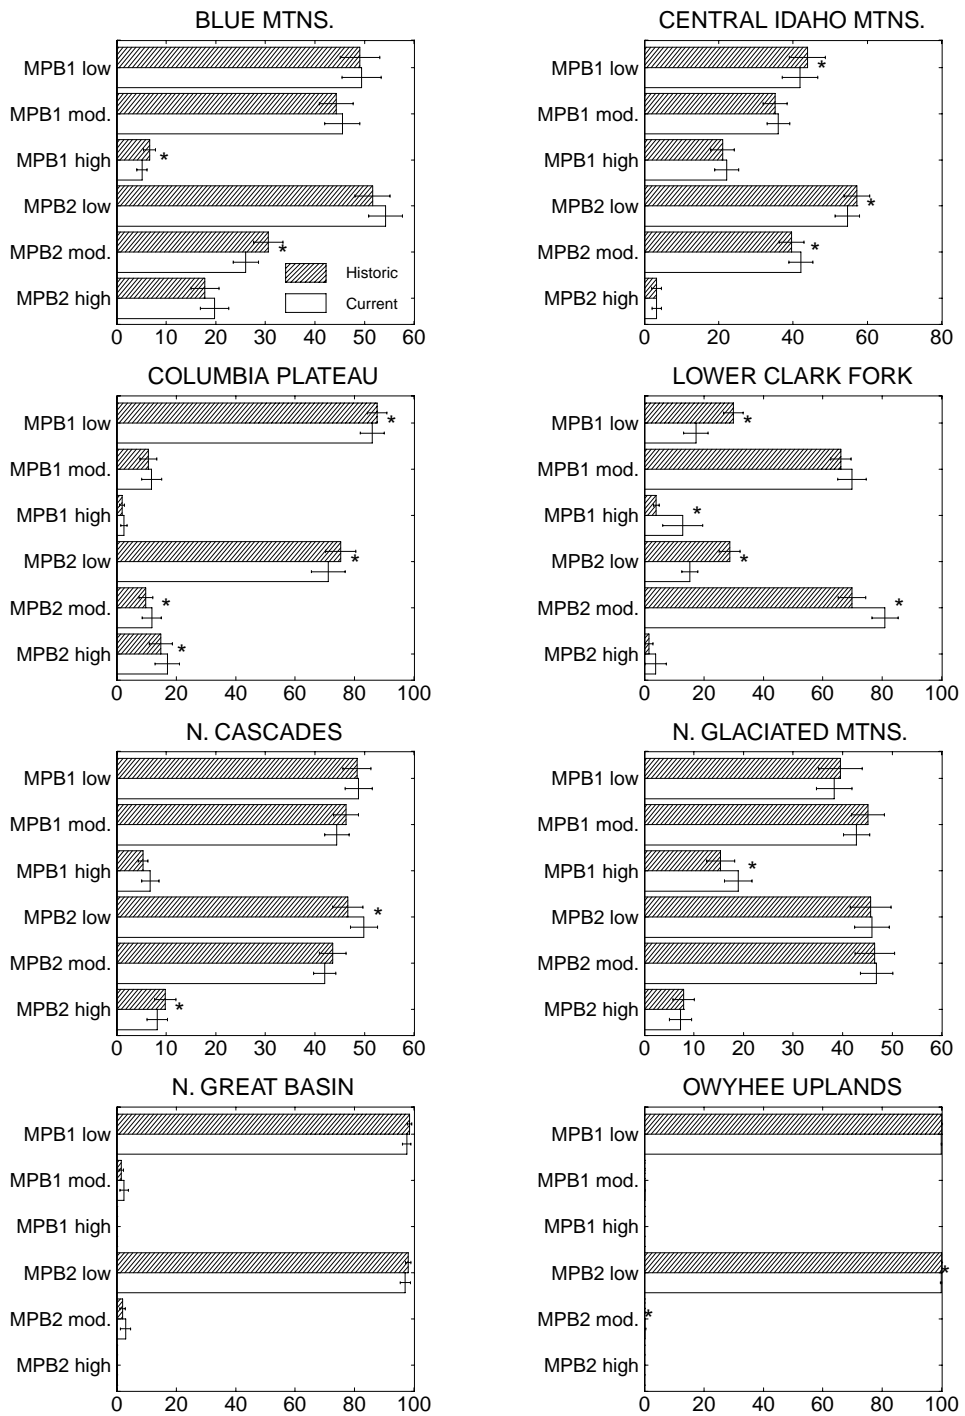 BLUE MTNS.
MPB1 low
MPB1 mod.
MPB1 high
*
MPB2 low
MPB2 mod.
*
MPB2 high
Historic
Current
0 10 20 30 40 50 60
CENTRAL IDAHO MTNS.
MPB1 low
*
MPB1 mod.
MPB1 high
MPB2 low
*
MPB2 mod.
*
MPB2 high
0 20 40 60 80
COLUMBIA PLATEAU
MPB1 low
*
MPB1 mod.
MPB1 high
MPB2 low
*
MPB2 mod.
*
MPB2 high
*
0 20 40 60 80 100
LOWER CLARK FORK
MPB1 low
*
MPB1 mod.
MPB1 high
*
MPB2 low
*
MPB2 mod.
*
MPB2 high
0 20 40 60 80 100
N. CASCADES
MPB1 low
MPB1 mod.
MPB1 high
MPB2 low
*
MPB2 mod.
MPB2 high
*
0 10 20 30 40 50 60
N. GLACIATED MTNS.
MPB1 low
MPB1 mod.
MPB1 high
*
MPB2 low
MPB2 mod.
MPB2 high
0 10 20 30 40 50 60
N. GREAT BASIN
MPB1 low
MPB1 mod.
MPB1 high
MPB2 low
MPB2 mod.
MPB2 high
0 20 40 60 80 100
OWYHEE UPLANDS
MPB1 low
MPB1 mod.
MPB1 high
MPB2 low
*
MPB2 mod.
*
MPB2 high
0 20 40 60 80 100